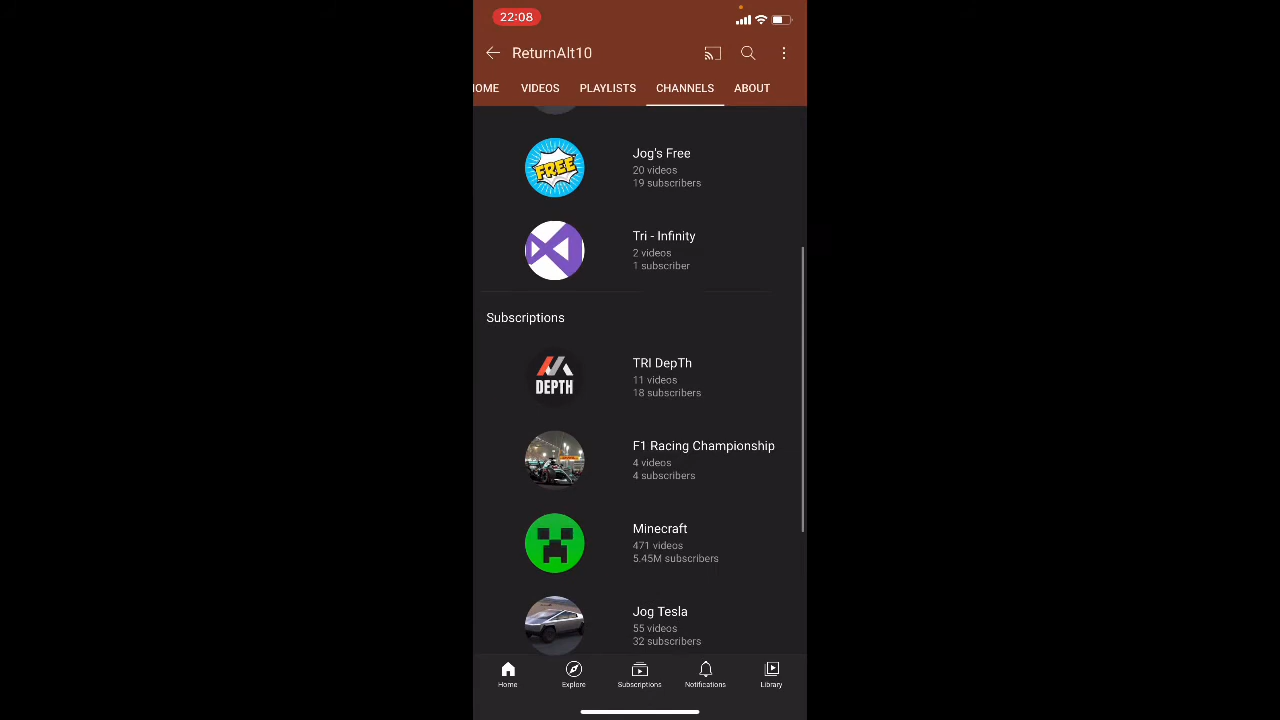 22:08
ReturnAlt10
HOME VIDEOS PLAYLISTS CHANNELS ABOUT
FREE
Jog's Free
20 videos
19 subscribers
Tri - Infinity
2 videos
1 subscriber
Subscriptions
DEPTH
TRI DepTh
11 videos
18 subscribers
F1 Racing Championship
4 videos
4 subscribers
Minecraft
471 videos
5.45M subscribers
Jog Tesla
55 videos
32 subscribers
Home Explore Subscriptions Notifications Library